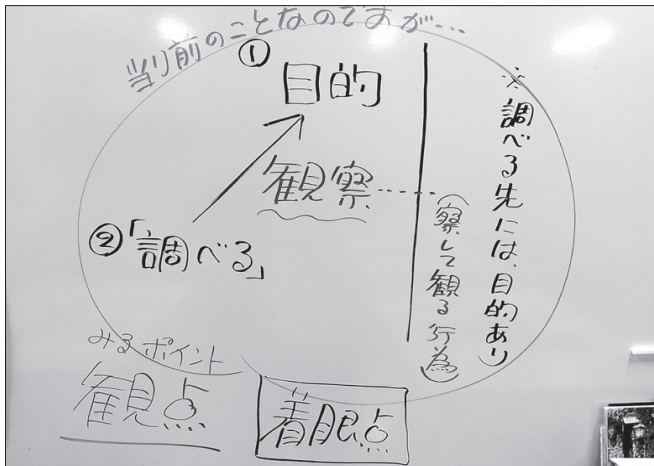 当り前のことなのですが…
① 目的
観察
②「調べる」
※調べる先には、目的あり
(察して観る行為)
みるポイント
観点
着眼点